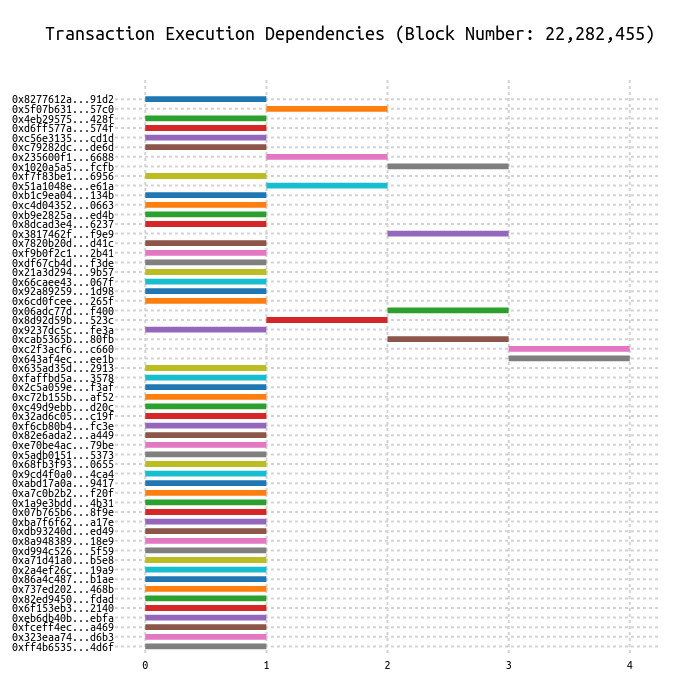 Transaction Execution Dependencies (Block Number: 22,282,455)
0x8277612a...91d2
0x5f07b631...57c0
0x4eb29575...428f
0xd6ff577a...574f
0xc56e3135...cd1d
0xc79282dc...de6d
0x235600f1...6688
0x1020a5a5...fcfb
0xf7f83be1...6956
0x51a1048e...e61a
0xb1c9ea04...134b
0xc4d04352...0663
0xb9e2825a...ed4b
0x8dcad3e4...6237
0x3817462f...f9e9
0x7820b20d...d41c
0xf9b0f2c1...2b41
0xdf67cb4d...f3de
0x21a3d294...9b57
0x66caee43...067f
0x92a89259...1d98
0x6cd0fcee...265f
0x06adc77d...f400
0x8d92d59b...523c
0x9237dc5c...fe3a
0xcab5365b...80fb
0xc2f3acf6...c660
0x643af4ec...ee1b
0x635ad35d...2913
0xfaffbd5a...3578
0x2c5a059e...f3af
0xc72b155b...af52
0xc49d9ebb...d20c
0x32ad6c05...c19f
0xf6cb80b4...fc3e
0x82e6ada2...a449
0xe70be4ac...79be
0x5adb0151...5373
0x68fb3f93...0655
0x9cd4f0a0...4ca4
0xabd17a0a...9417
0xa7c0b2b2...f20f
0x1a9e3bdd...4b31
0x07b765b6...8f9e
0xba7f6f62...a17e
0xdb93240d...ed49
0x8a948389...18e9
0xd994c526...5f59
0xa71d41a0...b5e8
0x2a4ef26c...19a9
0x86a4c487...b1ae
0x737ed202...468b
0x82ed9450...fdad
0x6f153eb3...2140
0xeb6db40b...ebfa
0xfceff4ec...a469
0x323eaa74...d6b3
0xff4b6535...4d6f
0 1 2 3 4